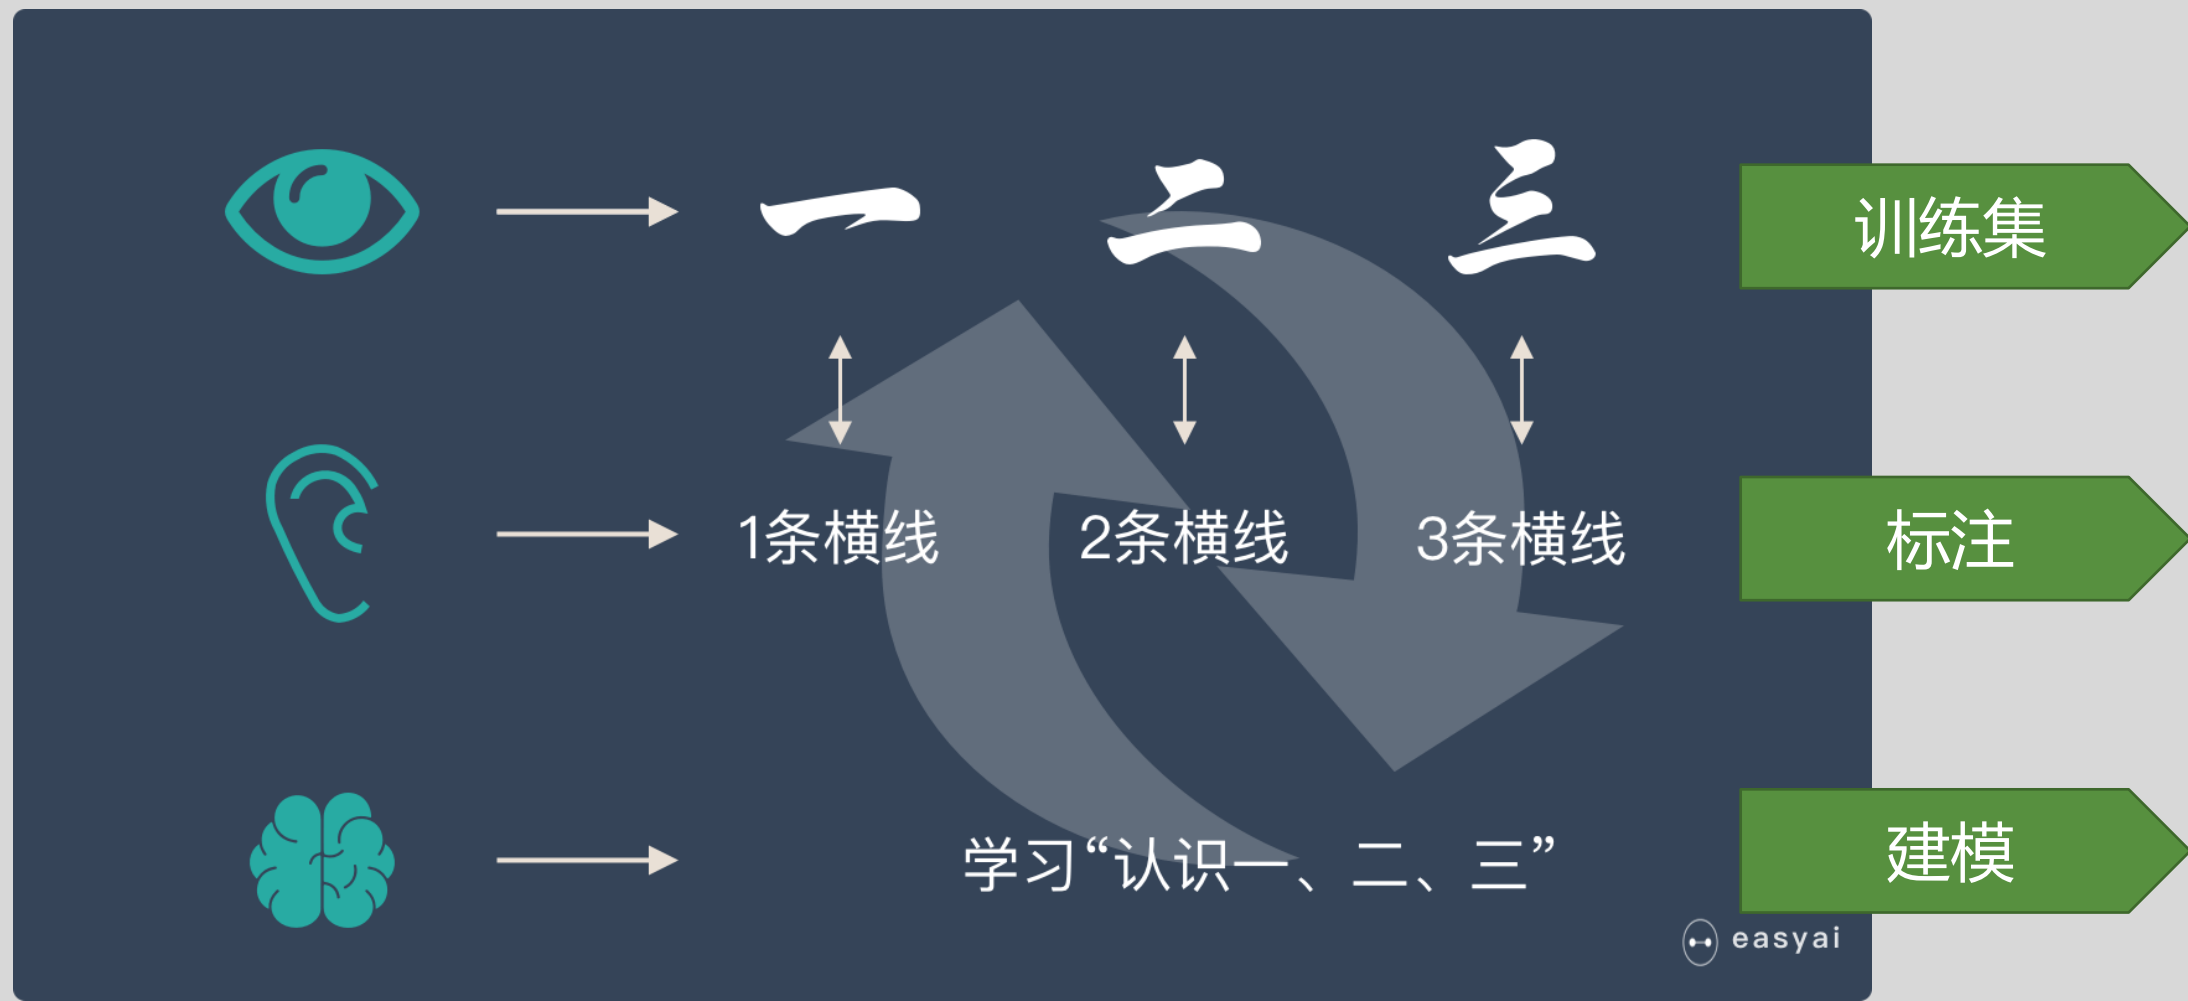 一 二 三 训练集
1条横线 2条横线 3条横线 标注
学习“认识一、二、三” 建模
easyai